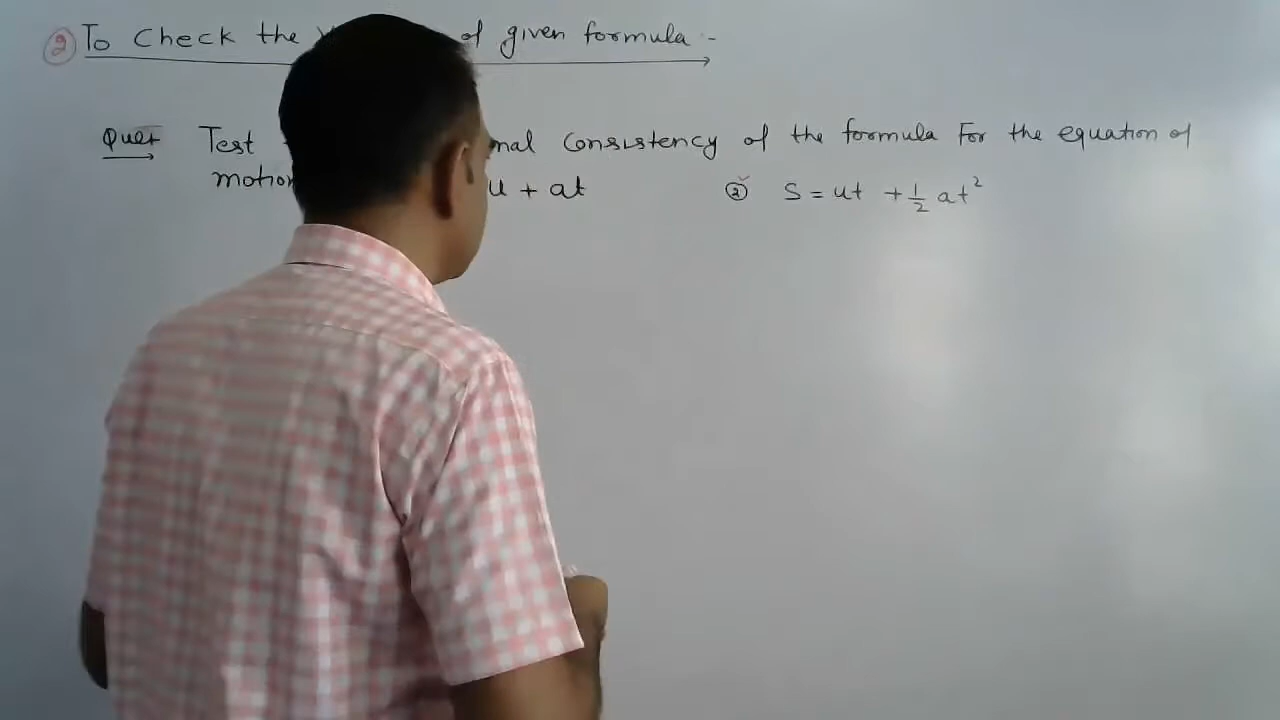 2 To Check the of given formula -
Ques Test nal Consistency of the formula For the equation of
motion u + at ② S = ut + 1/2 at²